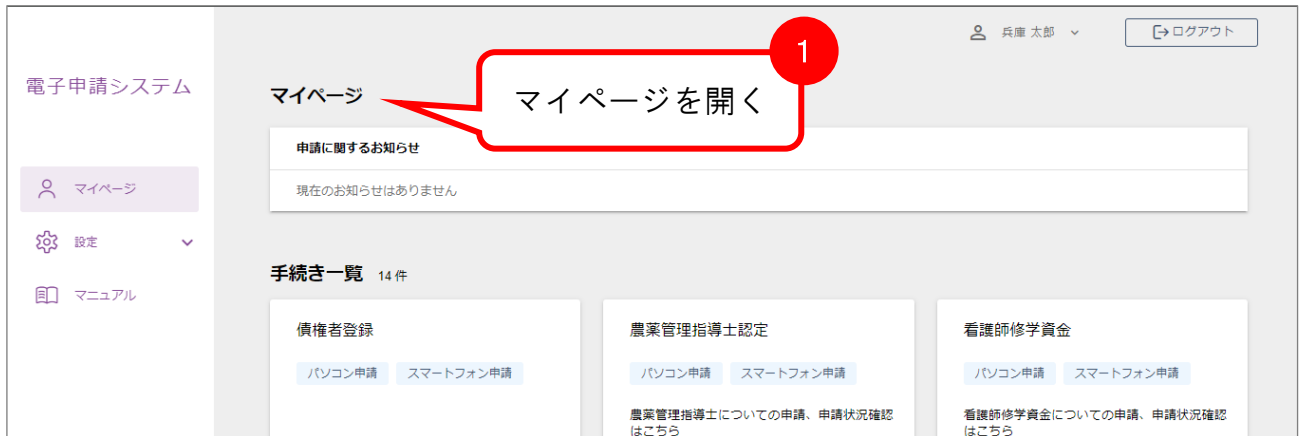 兵庫 太郎
ログアウト
1
電子申請システム
マイページ
マイページを開く
申請に関するお知らせ
現在のお知らせはありません
マイページ
設定
マニュアル
手続き一覧 14 件
債権者登録
パソコン申請 スマートフォン申請
農薬管理指導士認定
パソコン申請 スマートフォン申請
農薬管理指導士についての申請、申請状況確認
はこちら
看護師修学資金
パソコン申請 スマートフォン申請
看護師修学資金についての申請、申請状況確認
はこちら